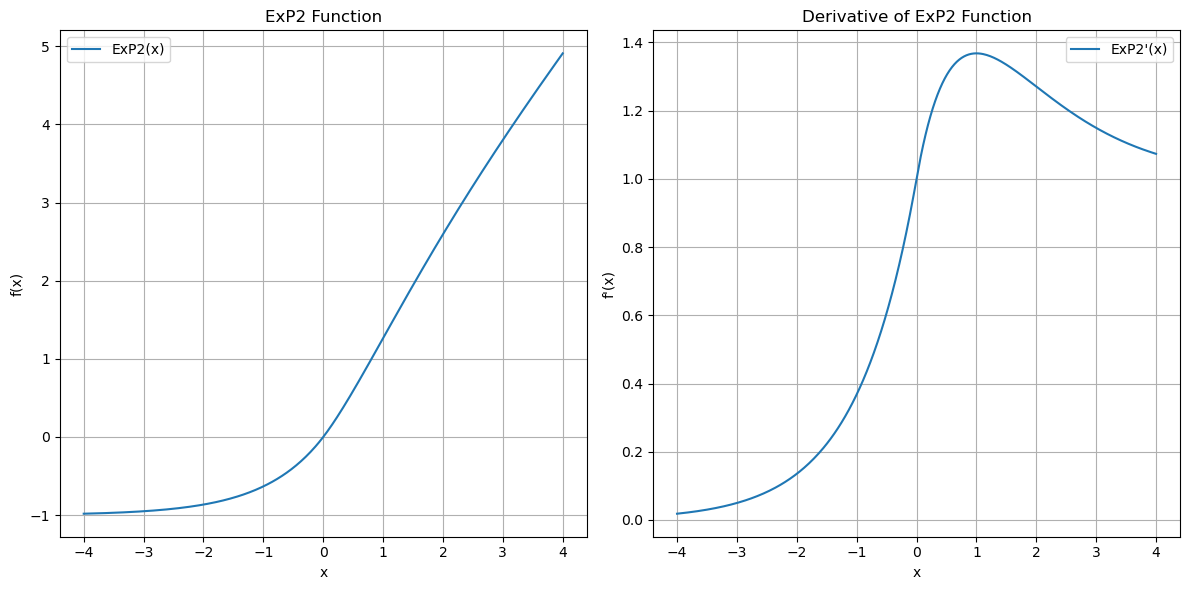 ExP2 Function
ExP2(x)
5
4
3
2
1
0
−1
f(x)
−4 −3 −2 −1 0 1 2 3 4
x
Derivative of ExP2 Function
ExP2'(x)
1.4
1.2
1.0
0.8
0.6
0.4
0.2
0.0
f'(x)
−4 −3 −2 −1 0 1 2 3 4
x